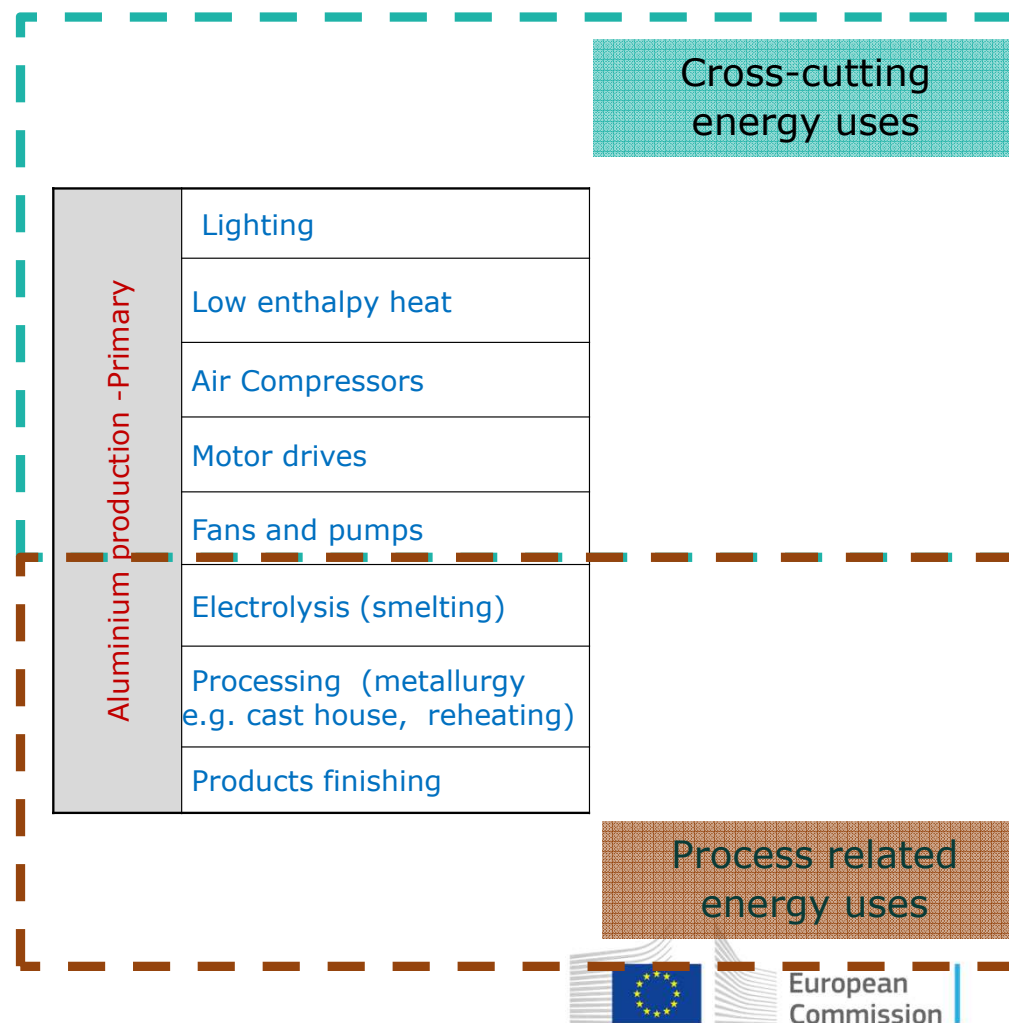 Cross-cutting
energy uses
Aluminium production -Primary
Lighting
Low enthalpy heat
Air Compressors
Motor drives
Fans and pumps
Electrolysis (smelting)
Processing  (metallurgy
e.g. cast house,  reheating)
Products finishing
Process related
energy uses
European
Commission